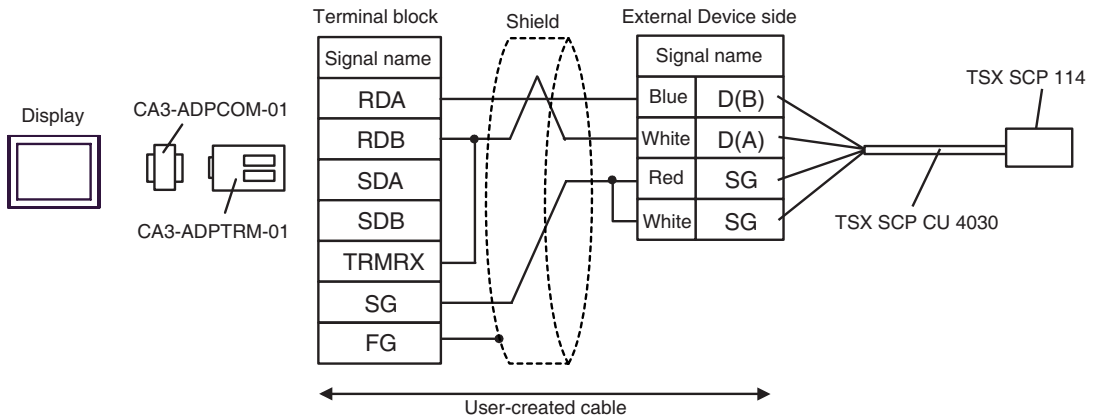 Terminal block
Shield
External Device side
Display
CA3-ADPCOM-01
CA3-ADPTRM-01
Signal name
RDA
RDB
SDA
SDB
TRMRX
SG
FG
Signal name
Blue D(B)
White D(A)
Red SG
White SG
TSX SCP 114
TSX SCP CU 4030
User-created cable